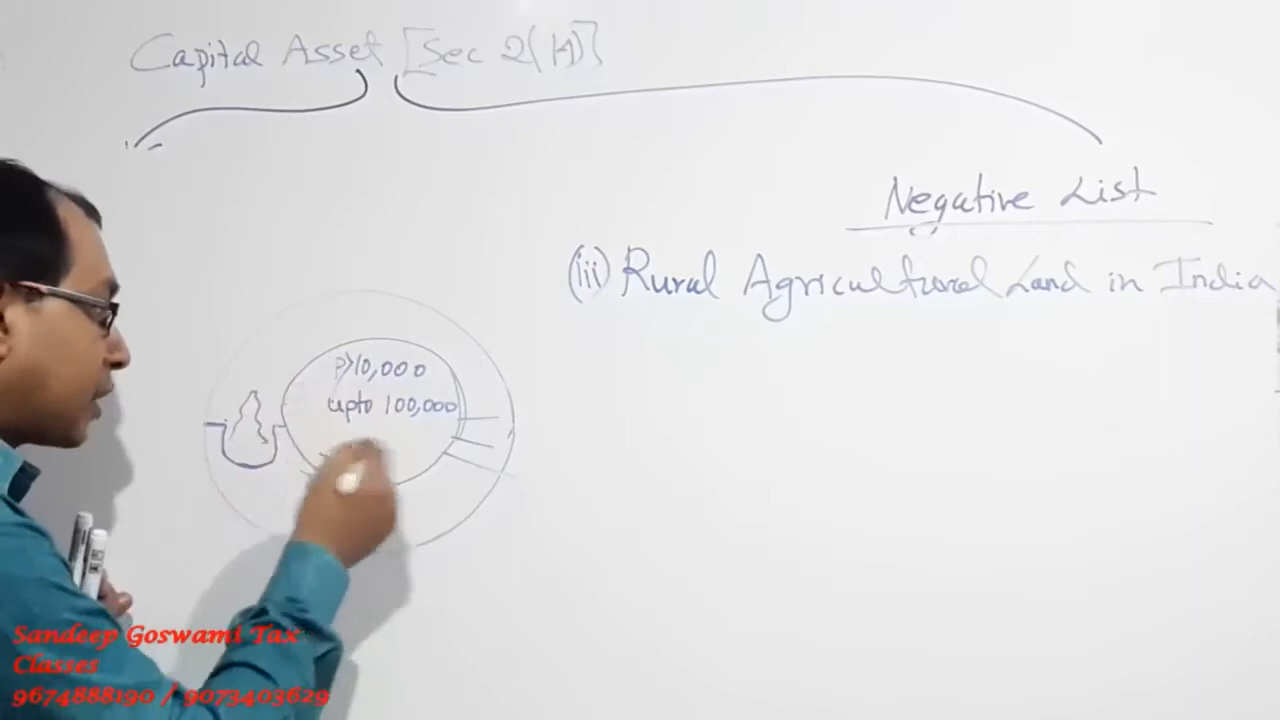 Capital Asset [Sec 2(14)]
Negative List
(iii) Rural Agricultural Land in India
P>10,000
upto 100,000
Sandeep Goswami Tax
Classes
9674888190 / 9073403629